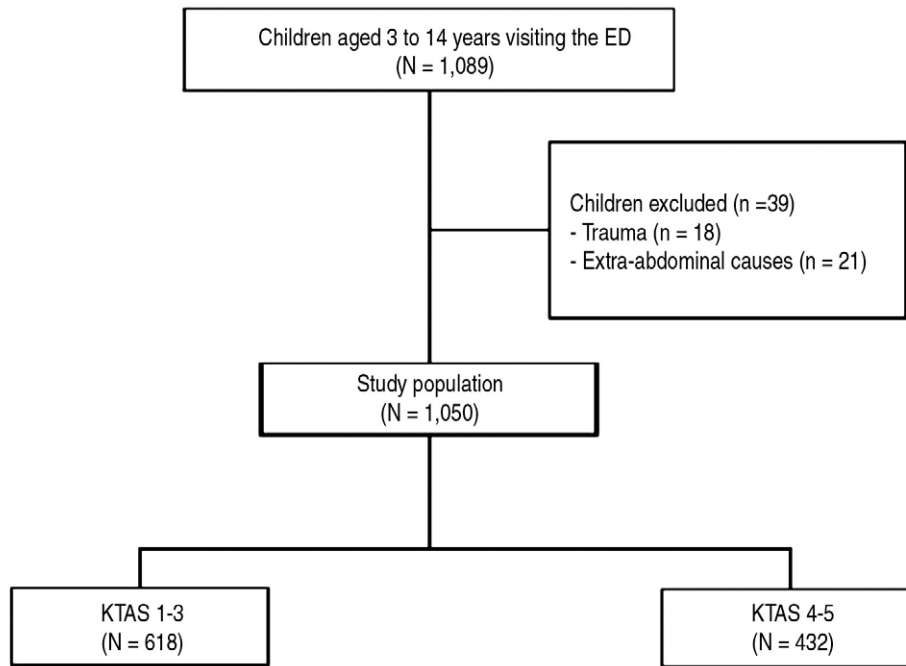 Children aged 3 to 14 years visiting the ED
(N = 1,089)
Children excluded (n =39)
- Trauma (n = 18)
- Extra-abdominal causes (n = 21)
Study population
(N = 1,050)
KTAS 1-3
(N = 618)
KTAS 4-5
(N = 432)